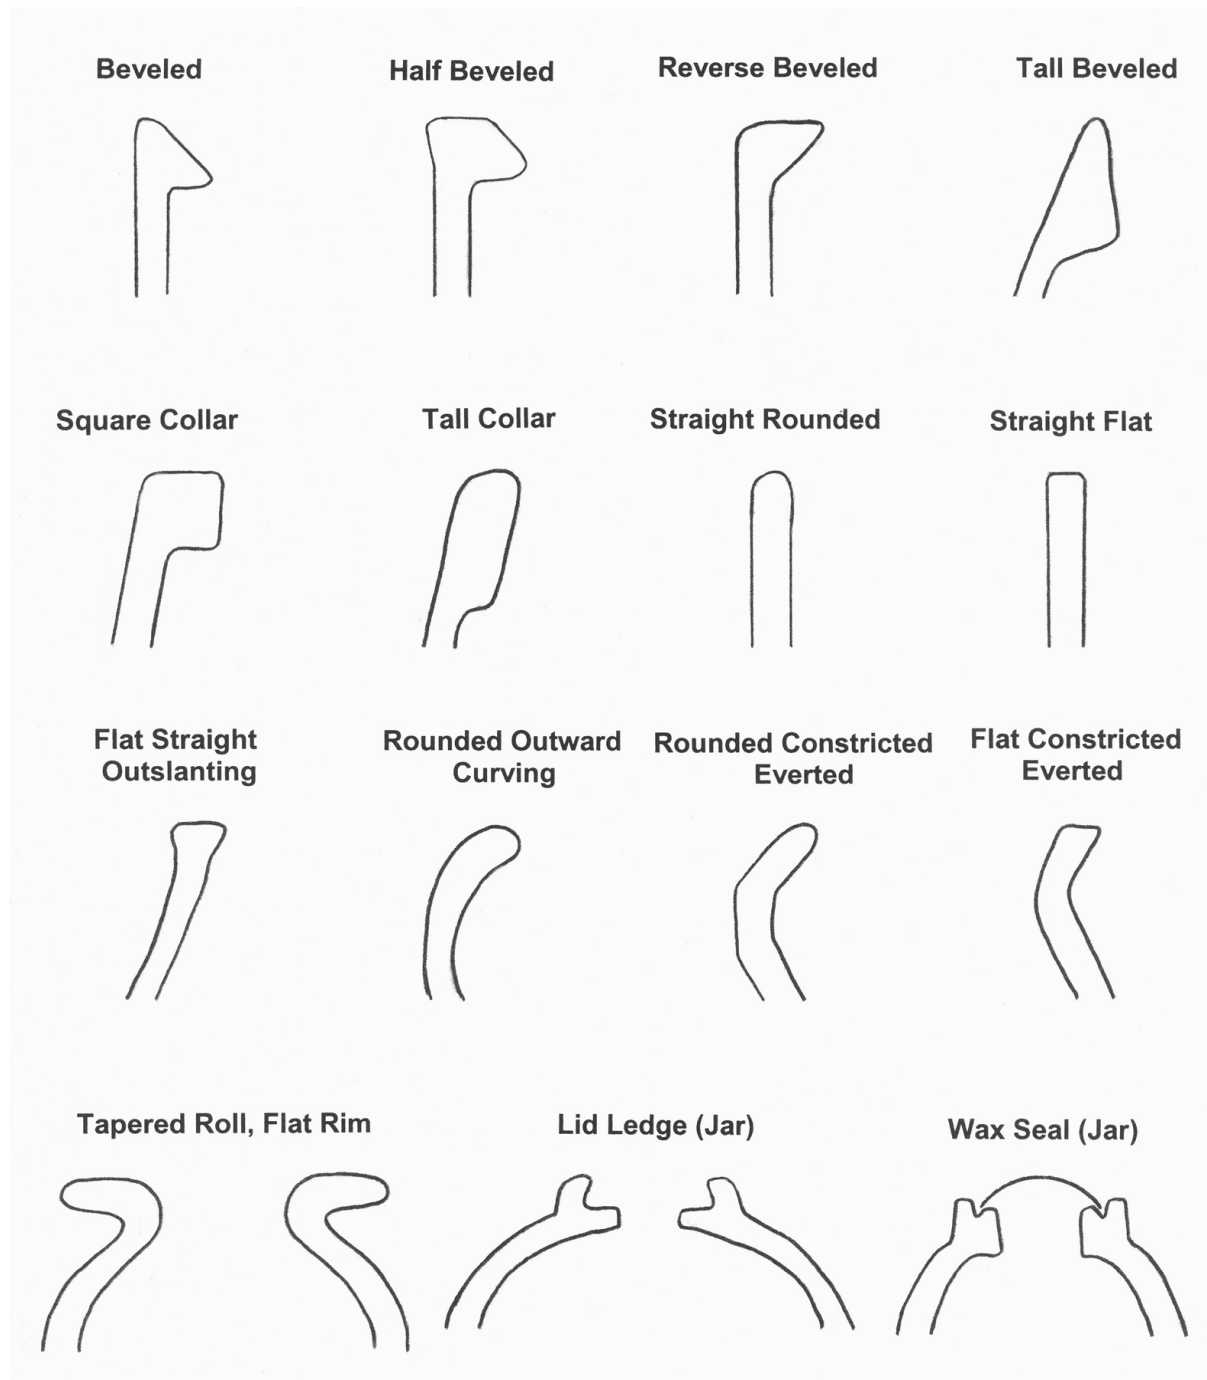 Beveled
Half Beveled
Reverse Beveled
Tall Beveled
Square Collar
Tall Collar
Straight Rounded
Straight Flat
Flat Straight
Outslanting
Rounded Outward
Curving
Rounded Constricted
Everted
Flat Constricted
Everted
Tapered Roll, Flat Rim
Lid Ledge (Jar)
Wax Seal (Jar)